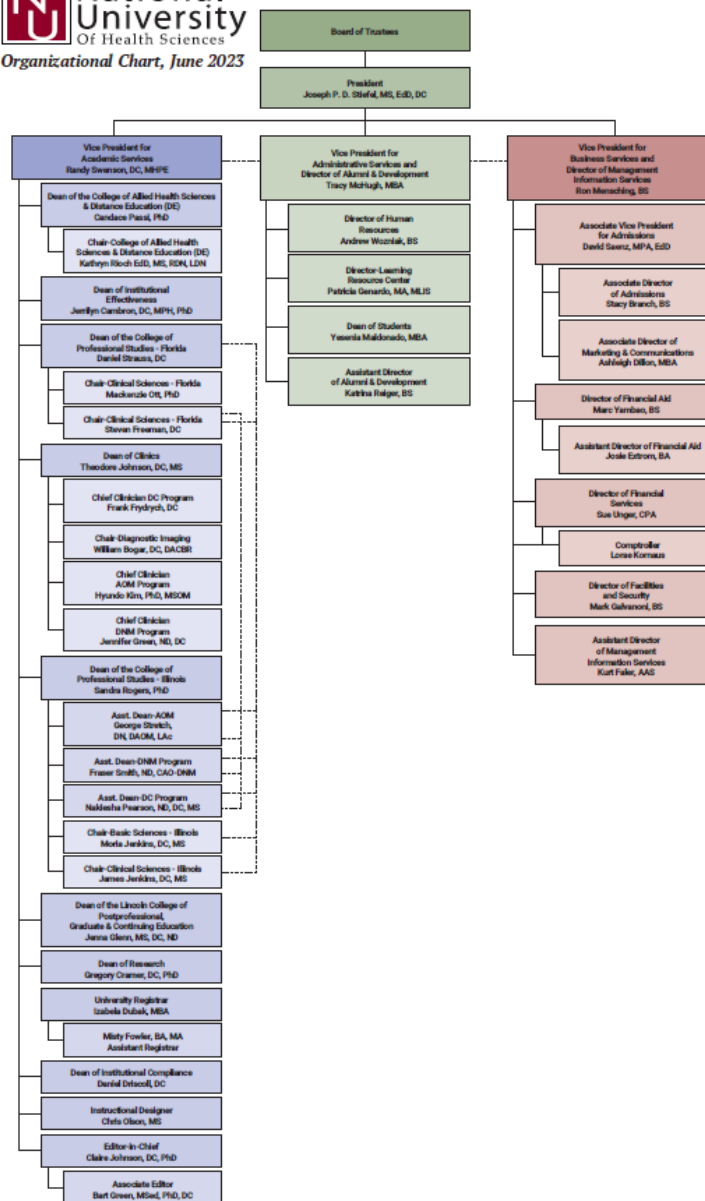 NU
National
University
Of Health Sciences
Organizational Chart, June 2023
Board of Trustees
President
Joseph P. D. Stiefel, MS, EdD, DC
Vice President for
Academic Services
Randy Swenson, DC, MHPE
Dean of the College of Allied Health Sciences
& Distance Education (DE)
Candace Passi, PhD
Chair-College of Allied Health
Sciences & Distance Education (DE)
Kathryn Rioch EdD, MS, RDN, LDN
Dean of Institutional
Effectiveness
Jerrilyn Cambron, DC, MPH, PhD
Dean of the College of
Professional Studies - Florida
Daniel Strauss, DC
Chair-Clinical Sciences - Florida
Mackenzie Ott, PhD
Chair-Clinical Sciences - Florida
Steven Freeman, DC
Dean of Clinics
Theodore Johnson, DC, MS
Chief Clinician DC Program
Frank Frydrych, DC
Chair-Diagnostic Imaging
William Bogar, DC, DACBR
Chief Clinician
AOM Program
Hyundo Kim, PhD, MSOM
Chief Clinician
DNM Program
Jennifer Green, ND, DC
Dean of the College of
Professional Studies - Illinois
Sandra Rogers, PhD
Asst. Dean-AOM
George Stretch,
DN, DAOM, LAc
Asst. Dean-DNM Program
Fraser Smith, ND, CAO-DNM
Asst. Dean-DC Program
Nakiesha Pearson, ND, DC, MS
Chair-Basic Sciences - Illinois
Morla Jenkins, DC, MS
Chair-Clinical Sciences - Illinois
James Jenkins, DC, MS
Dean of the Lincoln College of
Postprofessional,
Graduate & Continuing Education
Jenna Glenn, MS, DC, ND
Dean of Research
Gregory Cramer, DC, PhD
University Registrar
Izabela Dubak, MBA
Misty Fowler, BA, MA
Assistant Registrar
Dean of Institutional Compliance
Daniel Driscoll, DC
Instructional Designer
Chris Olson, MS
Editor-in-Chief
Claire Johnson, DC, PhD
Associate Editor
Bart Green, MSed, PhD, DC
Vice President for
Administrative Services and
Director of Alumni & Development
Tracy McHugh, MBA
Director of Human
Resources
Andrew Wozniak, BS
Director-Learning
Resource Center
Patricia Genardo, MA, MLIS
Dean of Students
Yesenia Maldonado, MBA
Assistant Director
of Alumni & Development
Katrina Reiger, BS
Vice President for
Business Services and
Director of Management
Information Services
Ron Mensching, BS
Associate Vice President
for Admissions
David Saenz, MPA, EdD
Associate Director
of Admissions
Stacy Branch, BS
Associate Director of
Marketing & Communications
Ashleigh Dillon, MBA
Director of Financial Aid
Marc Yambao, BS
Assistant Director of Financial Aid
Josie Extrom, BA
Director of Financial
Services
Sue Unger, CPA
Comptroller
Lorae Kornaus
Director of Facilities
and Security
Mark Galvanoni, BS
Assistant Director
of Management
Information Services
Kurt Faler, AAS